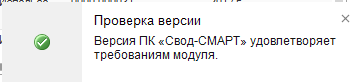 Проверка версии
Версия ПК «Свод-СМАРТ» удовлетворяет
требованиям модуля.